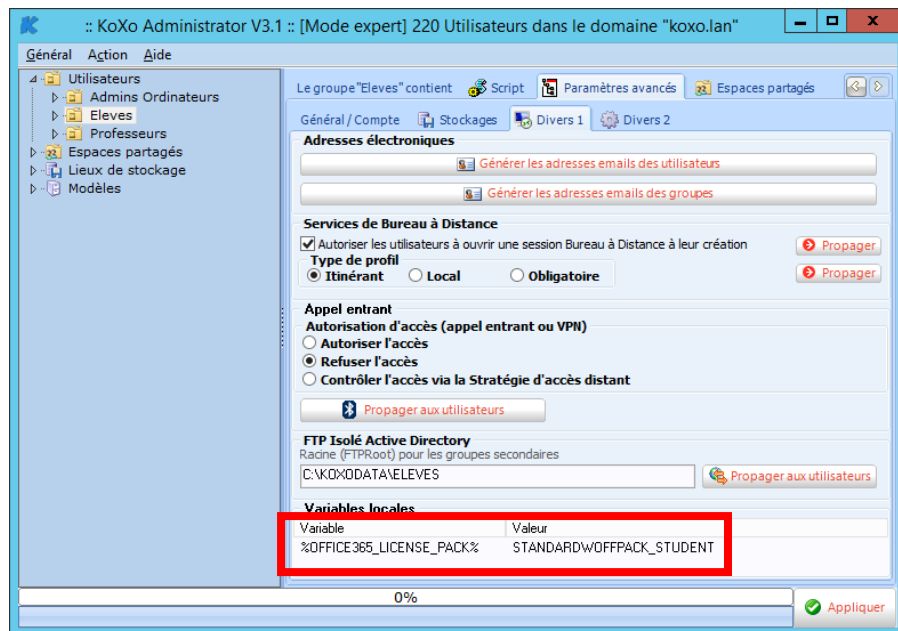 :: KoXo Administrator V3.1 :: [Mode expert] 220 Utilisateurs dans le domaine "koxo.lan"
Général Action Aide
Utilisateurs
Admins Ordinateurs
Eleves
Professeurs
Espaces partagés
Lieux de stockage
Modèles
Le groupe "Eleves" contient Script Paramètres avancés Espaces partagés
Général / Compte Stockages Divers 1 Divers 2
Adresses électroniques
Générer les adresses emails des utilisateurs
Générer les adresses emails des groupes
Services de Bureau à Distance
Autoriser les utilisateurs à ouvrir une session Bureau à Distance à leur création Propager
Type de profil
Itinérant Local Obligatoire Propager
Appel entrant
Autorisation d'accès (appel entrant ou VPN)
Autoriser l'accès
Refuser l'accès
Contrôler l'accès via la Stratégie d'accès distant
Propager aux utilisateurs
FTP Isolé Active Directory
Racine (FTPRoot) pour les groupes secondaires
C:\KOXODATA\ELEVES Propager aux utilisateurs
Variables locales
Variable Valeur
%OFFICE365_LICENSE_PACK% STANDARDWOFFPACK_STUDENT
0%
Appliquer